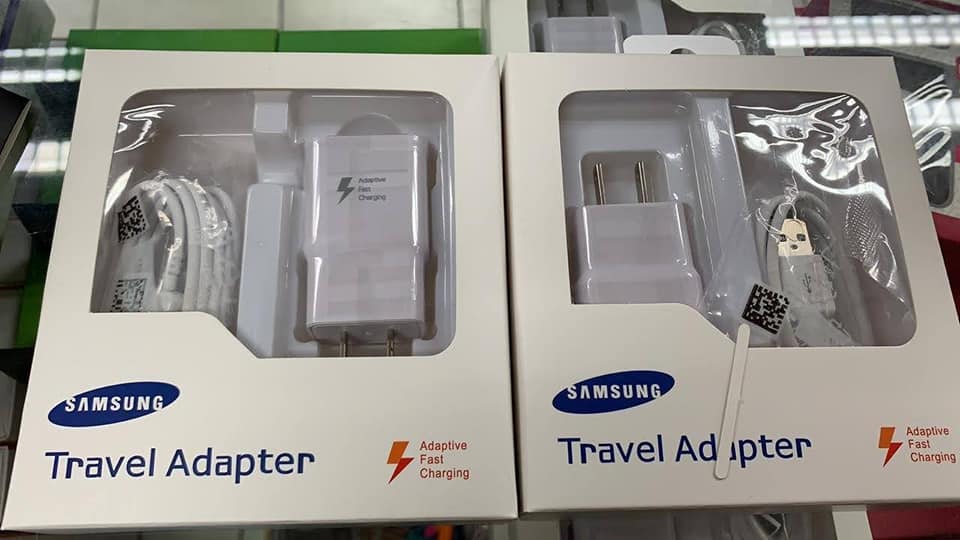 Adaptive
Fast
Charging
SAMSUNG
Travel Adapter
Adaptive
Fast
Charging
SAMSUNG
Travel Adapter
Adaptive
Fast
Charging